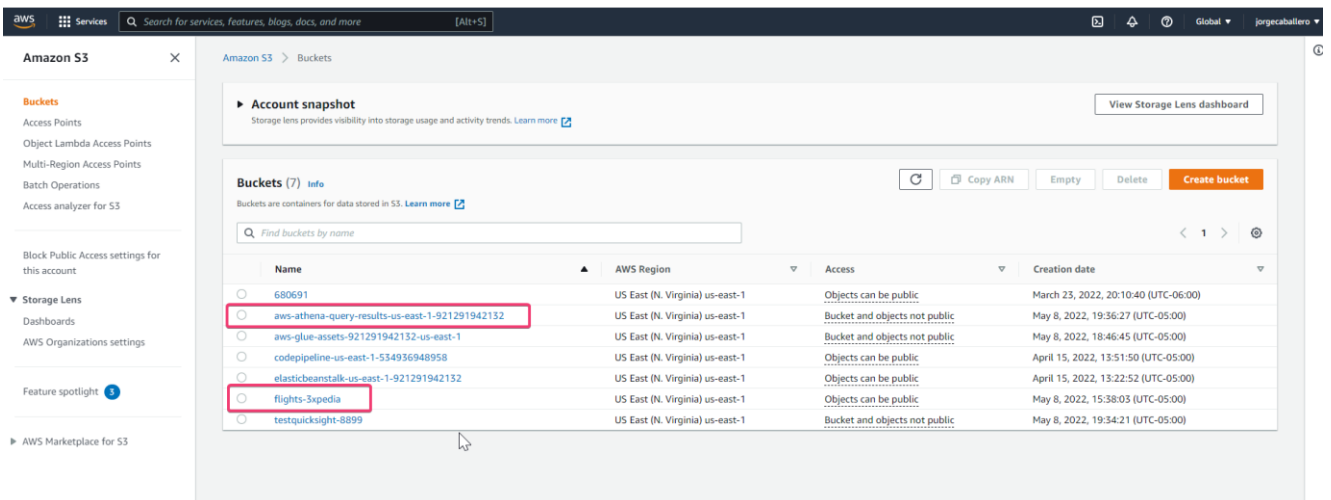 aws Services Search for services, features, blogs, docs, and more [Alt+S] Global jorgecaballero
Amazon S3
Buckets
Access Points
Object Lambda Access Points
Multi-Region Access Points
Batch Operations
Access analyzer for S3
Block Public Access settings for
this account
Storage Lens
Dashboards
AWS Organizations settings
Feature spotlight 3
AWS Marketplace for S3
Amazon S3 > Buckets
Account snapshot
View Storage Lens dashboard
Storage lens provides visibility into storage usage and activity trends. Learn more
Buckets (7) Info
Copy ARN Empty Delete Create bucket
Buckets are containers for data stored in S3. Learn more
Find buckets by name
< 1 >
Name AWS Region Access Creation date
680691 US East (N. Virginia) us-east-1 Objects can be public March 23, 2022, 20:10:40 (UTC-06:00)
aws-athena-query-results-us-east-1-921291942132 US East (N. Virginia) us-east-1 Bucket and objects not public May 8, 2022, 19:36:27 (UTC-05:00)
aws-glue-assets-921291942132-us-east-1 US East (N. Virginia) us-east-1 Bucket and objects not public May 8, 2022, 18:46:45 (UTC-05:00)
codepipeline-us-east-1-534936948958 US East (N. Virginia) us-east-1 Objects can be public April 15, 2022, 13:51:50 (UTC-05:00)
elasticbeanstalk-us-east-1-921291942132 US East (N. Virginia) us-east-1 Objects can be public April 15, 2022, 13:22:52 (UTC-05:00)
flights-3xpedia US East (N. Virginia) us-east-1 Objects can be public May 8, 2022, 15:38:03 (UTC-05:00)
testquicksight-8899 US East (N. Virginia) us-east-1 Bucket and objects not public May 8, 2022, 19:34:21 (UTC-05:00)